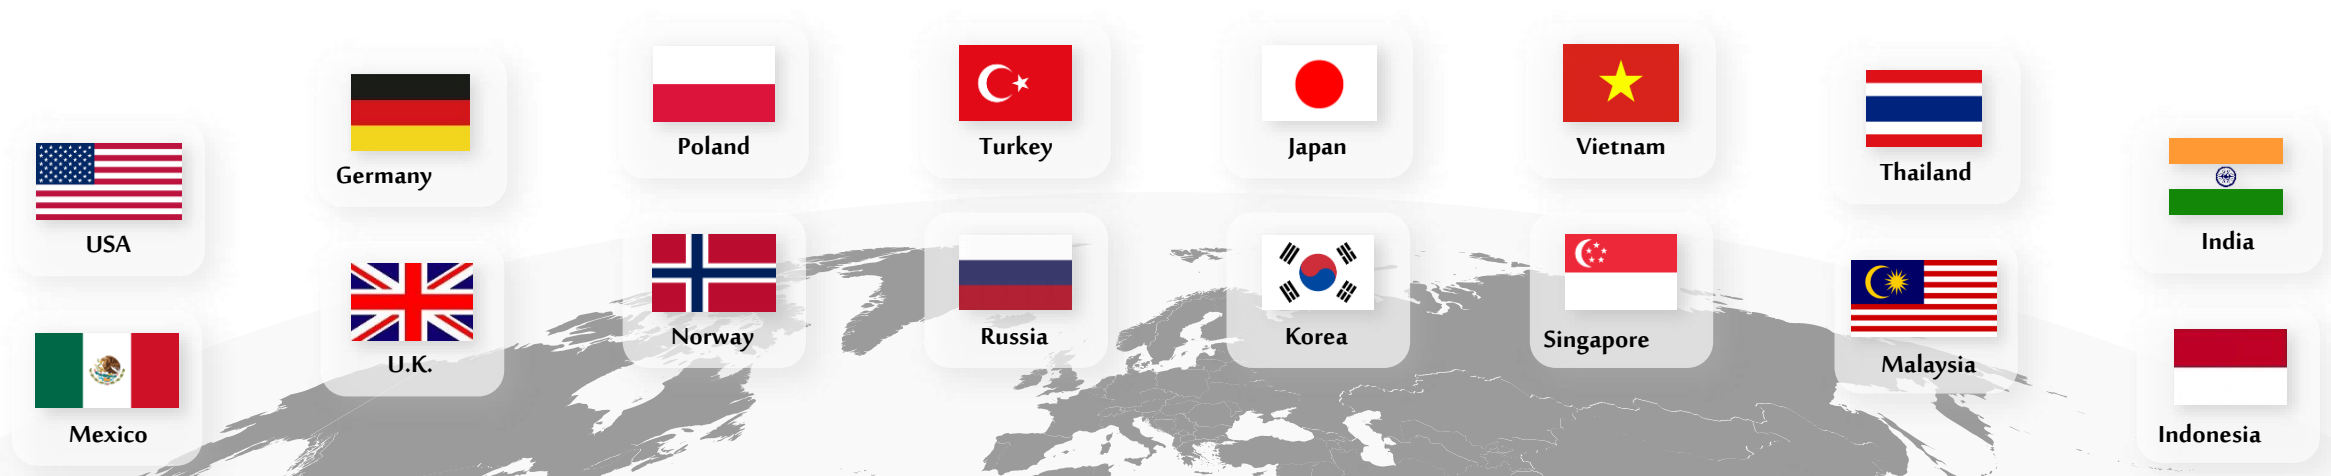 USA
Mexico
Germany
U.K.
Poland
Norway
Turkey
Russia
Japan
Korea
Vietnam
Singapore
Thailand
Malaysia
India
Indonesia